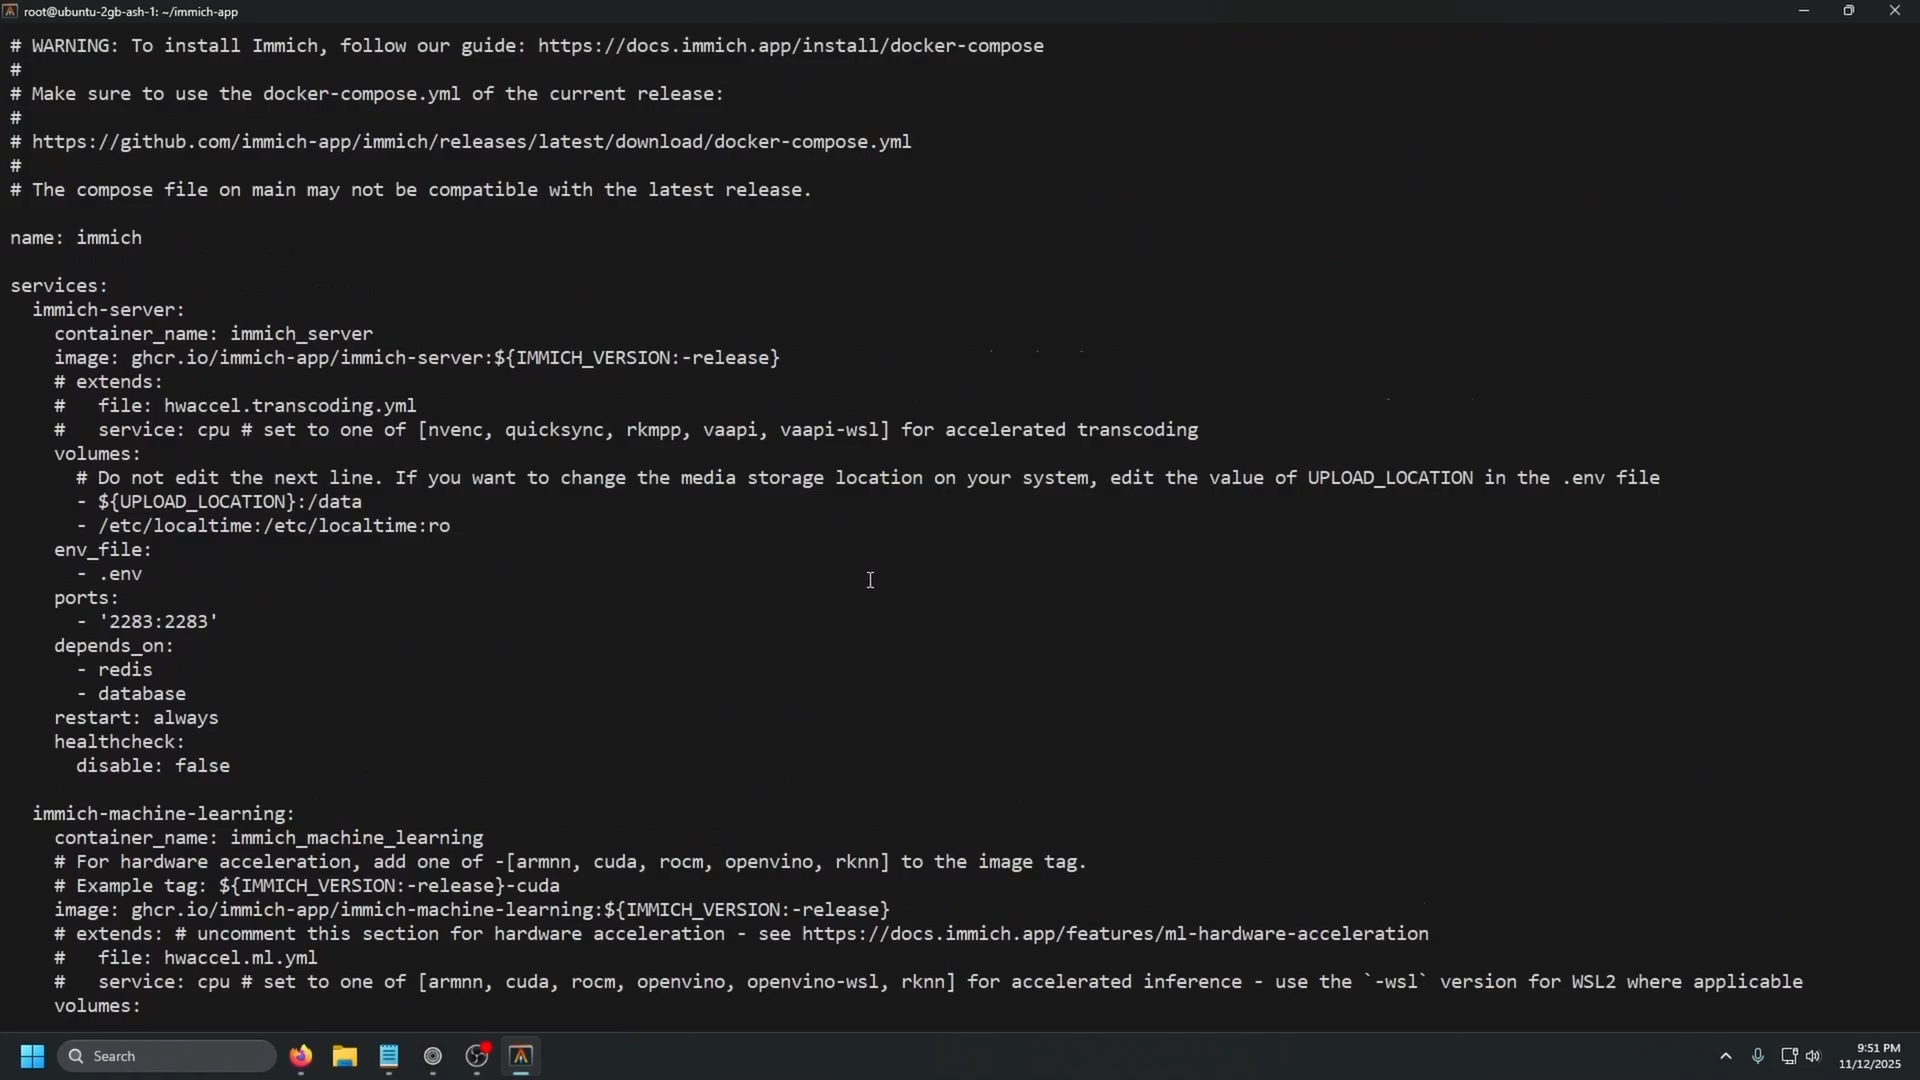 root@ubuntu-2gb-ash-1: ~/immich-app
# WARNING: To install Immich, follow our guide: https://docs.immich.app/install/docker-compose
#
# Make sure to use the docker-compose.yml of the current release:
#
# https://github.com/immich-app/immich/releases/latest/download/docker-compose.yml
#
# The compose file on main may not be compatible with the latest release.
name: immich
services:
  immich-server:
    container_name: immich_server
    image: ghcr.io/immich-app/immich-server:${IMMICH_VERSION:-release}
    # extends:
    #   file: hwaccel.transcoding.yml
    #   service: cpu # set to one of [nvenc, quicksync, rkmpp, vaapi, vaapi-wsl] for accelerated transcoding
    volumes:
      # Do not edit the next line. If you want to change the media storage location on your system, edit the value of UPLOAD_LOCATION in the .env file
      - ${UPLOAD_LOCATION}:/data
      - /etc/localtime:/etc/localtime:ro
    env_file:
      - .env
    ports:
      - '2283:2283'
    depends_on:
      - redis
      - database
    restart: always
    healthcheck:
      disable: false
  immich-machine-learning:
    container_name: immich_machine_learning
    # For hardware acceleration, add one of -[armnn, cuda, rocm, openvino, rknn] to the image tag.
    # Example tag: ${IMMICH_VERSION:-release}-cuda
    image: ghcr.io/immich-app/immich-machine-learning:${IMMICH_VERSION:-release}
    # extends: # uncomment this section for hardware acceleration - see https://docs.immich.app/features/ml-hardware-acceleration
    #   file: hwaccel.ml.yml
    #   service: cpu # set to one of [armnn, cuda, rocm, openvino, openvino-wsl, rknn] for accelerated inference - use the `-wsl` version for WSL2 where applicable
    volumes:
Search
9:51 PM
11/12/2025